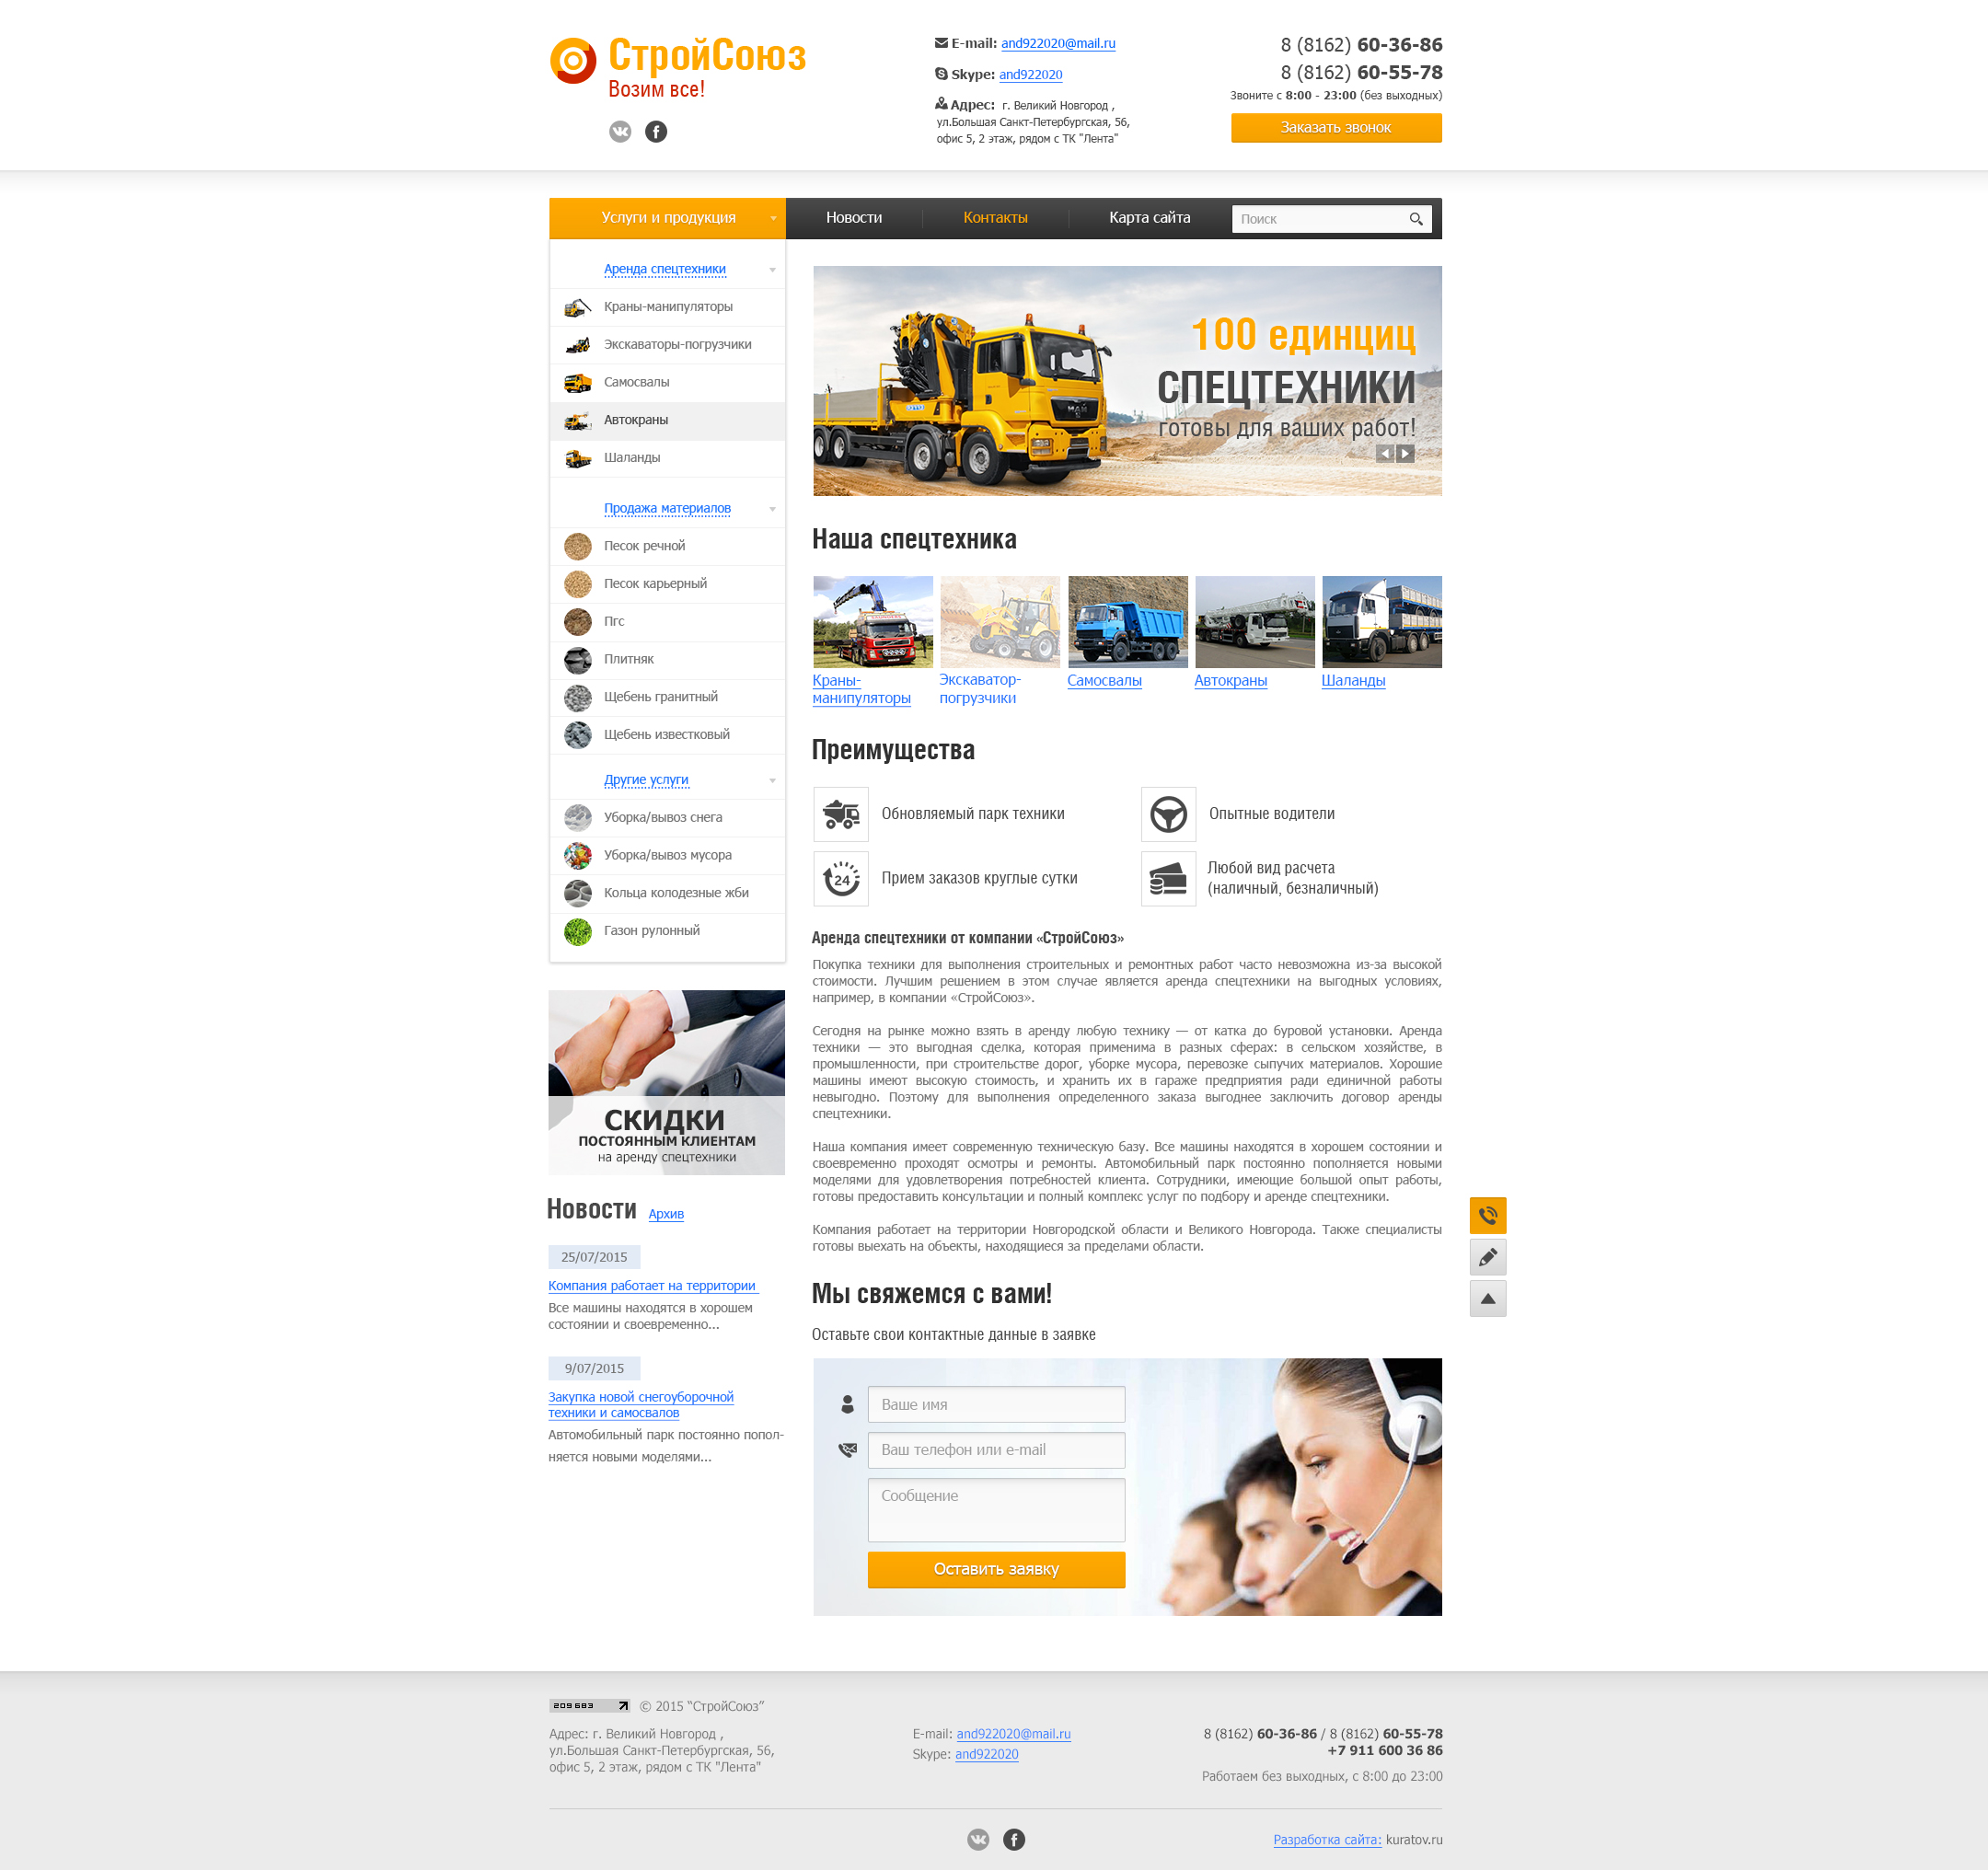 СтройСоюз
Возим все!
E-mail: and922020@mail.ru
Skype: and922020
Адрес: г. Великий Новгород ,
ул.Большая Санкт-Петербургская, 56,
офис 5, 2 этаж, рядом с ТК "Лента"
8 (8162) 60-36-86
8 (8162) 60-55-78
Звоните с 8:00 - 23:00 (без выходных)
Заказать звонок
Услуги и продукция
Новости
Контакты
Карта сайта
Поиск
Аренда спецтехники
Краны-манипуляторы
Экскаваторы-погрузчики
Самосвалы
Автокраны
Шаланды
Продажа материалов
Песок речной
Песок карьерный
Пгс
Плитняк
Щебень гранитный
Щебень известковый
Другие услуги
Уборка/вывоз снега
Уборка/вывоз мусора
Кольца колодезные жби
Газон рулонный
СКИДКИ
ПОСТОЯННЫМ КЛИЕНТАМ
на аренду спецтехники
Новости Архив
25/07/2015
Компания работает на территории
Все машины находятся в хорошем
состоянии и своевременно...
9/07/2015
Закупка новой снегоуборочной
техники и самосвалов
Автомобильный парк постоянно попол-
няется новыми моделями...
100 единциц
СПЕЦТЕХНИКИ
готовы для ваших работ!
MAN
Наша спецтехника
Краны-
манипуляторы
Экскаватор-
погрузчики
Самосвалы
Автокраны
Шаланды
Преимущества
Обновляемый парк техники
Опытные водители
24
Прием заказов круглые сутки
Любой вид расчета
(наличный, безналичный)
Аренда спецтехники от компании «СтройСоюз»
Покупка техники для выполнения строительных и ремонтных работ часто невозможна из-за высокой
стоимости. Лучшим решением в этом случае является аренда спецтехники на выгодных условиях,
например, в компании «СтройСоюз».
Сегодня на рынке можно взять в аренду любую технику — от катка до буровой установки. Аренда
техники — это выгодная сделка, которая применима в разных сферах: в сельском хозяйстве, в
промышленности, при строительстве дорог, уборке мусора, перевозке сыпучих материалов. Хорошие
машины имеют высокую стоимость, и хранить их в гараже предприятия ради единичной работы
невыгодно. Поэтому для выполнения определенного заказа выгоднее заключить договор аренды
спецтехники.
Наша компания имеет современную техническую базу. Все машины находятся в хорошем состоянии и
своевременно проходят осмотры и ремонты. Автомобильный парк постоянно пополняется новыми
моделями для удовлетворения потребностей клиента. Сотрудники, имеющие большой опыт работы,
готовы предоставить консультации и полный комплекс услуг по подбору и аренде спецтехники.
Компания работает на территории Новгородской области и Великого Новгорода. Также специалисты
готовы выехать на объекты, находящиеся за пределами области.
Мы свяжемся с вами!
Оставьте свои контактные данные в заявке
Ваше имя
Ваш телефон или e-mail
Сообщение
Оставить заявку
209 683
© 2015 “СтройСоюз”
Адрес: г. Великий Новгород ,
ул.Большая Санкт-Петербургская, 56,
офис 5, 2 этаж, рядом с ТК "Лента"
E-mail: and922020@mail.ru
Skype: and922020
8 (8162) 60-36-86 / 8 (8162) 60-55-78
+7 911 600 36 86
Работаем без выходных, с 8:00 до 23:00
Разработка сайта: kuratov.ru